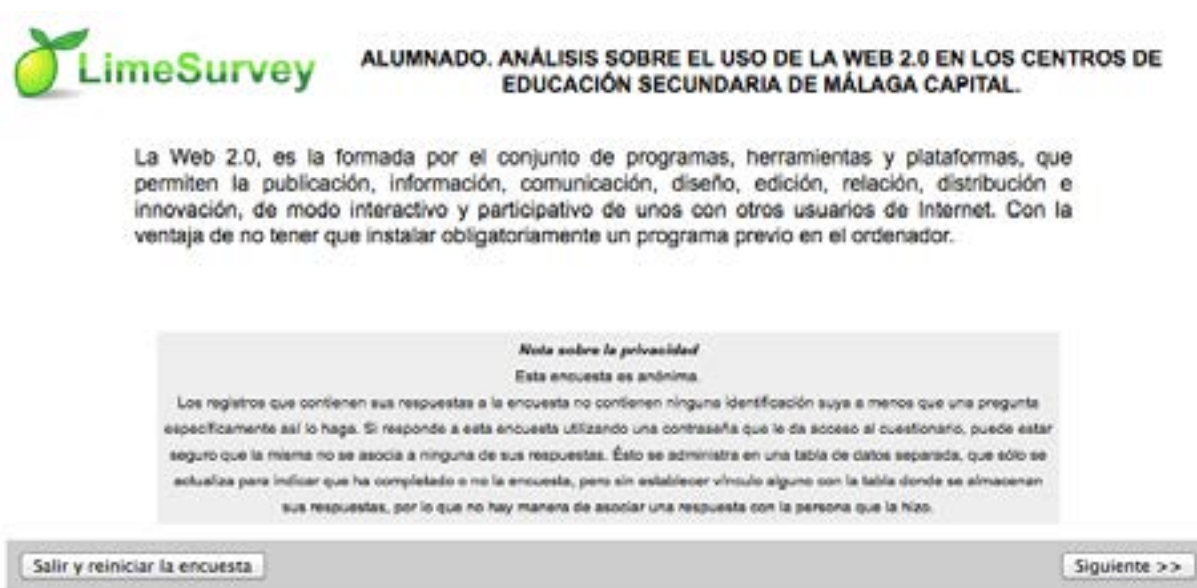 LimeSurvey
ALUMNADO. ANÁLISIS SOBRE EL USO DE LA WEB 2.0 EN LOS CENTROS DE
EDUCACIÓN SECUNDARIA DE MÁLAGA CAPITAL.
La Web 2.0, es la formada por el conjunto de programas, herramientas y plataformas, que
permiten la publicación, información, comunicación, diseño, edición, relación, distribución e
innovación, de modo interactivo y participativo de unos con otros usuarios de Internet. Con la
ventaja de no tener que instalar obligatoriamente un programa previo en el ordenador.
Nota sobre la privacidad
Esta encuesta es anónima.
Los registros que contienen sus respuestas a la encuesta no contienen ninguna identificación suya a menos que una pregunta
específicamente así lo haga. Si responde a esta encuesta utilizando una contraseña que le da acceso al cuestionario, puede estar
seguro que la misma no se asocia a ninguna de sus respuestas. Ésto se administra en una tabla de datos separada, que sólo se
actualiza para indicar que ha completado o no la encuesta, pero sin establecer vínculo alguno con la tabla donde se almacenan
sus respuestas, por lo que no hay manera de asociar una respuesta con la persona que la hizo.
Salir y reiniciar la encuesta
Siguiente >>